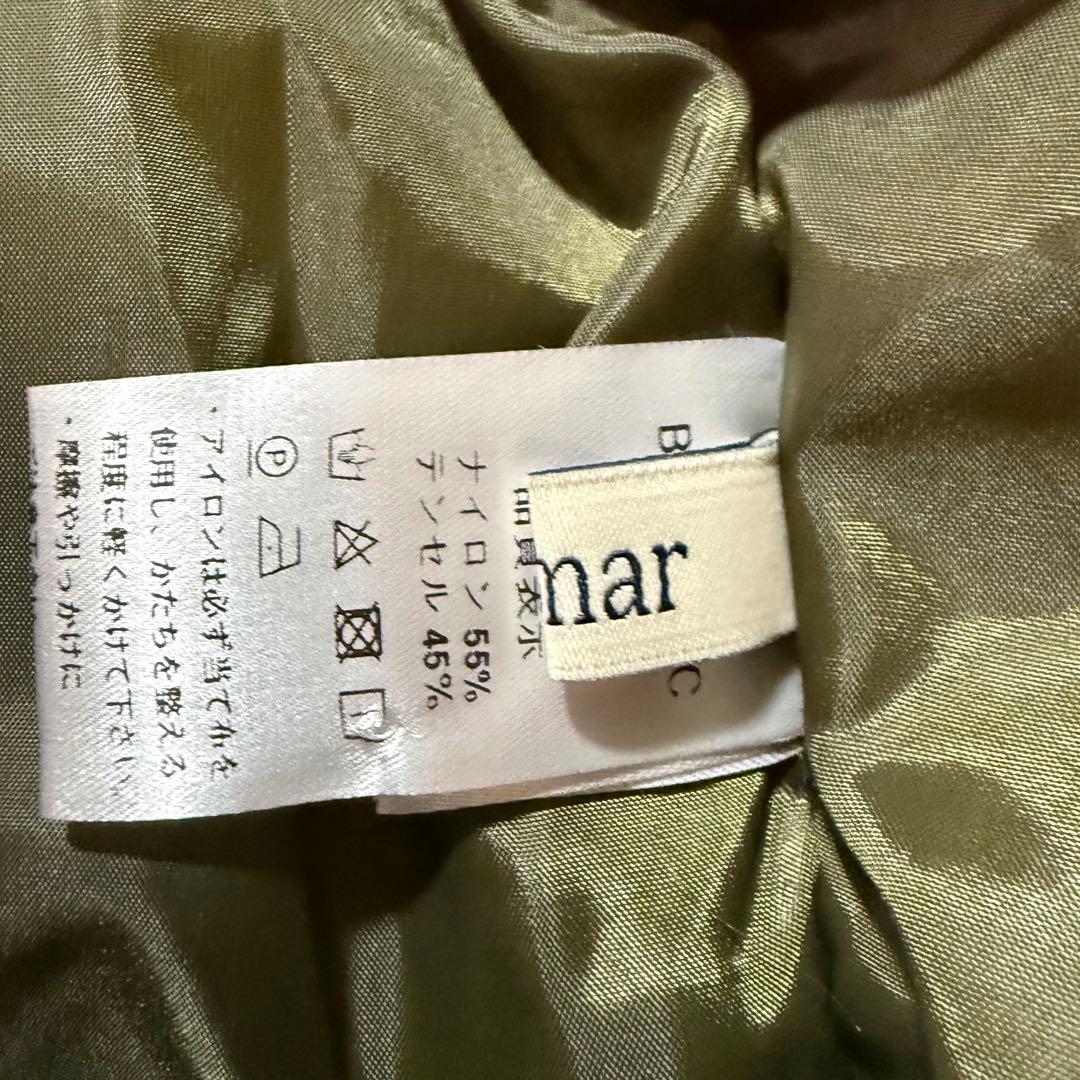 mar
B
C
品質表示
ナイロン 55%
テンセル 45%
P
・アイロンは必ず当て布を
使用し、かたちを整える
程度に軽くかけて下さい。
・摩擦や引っかけに